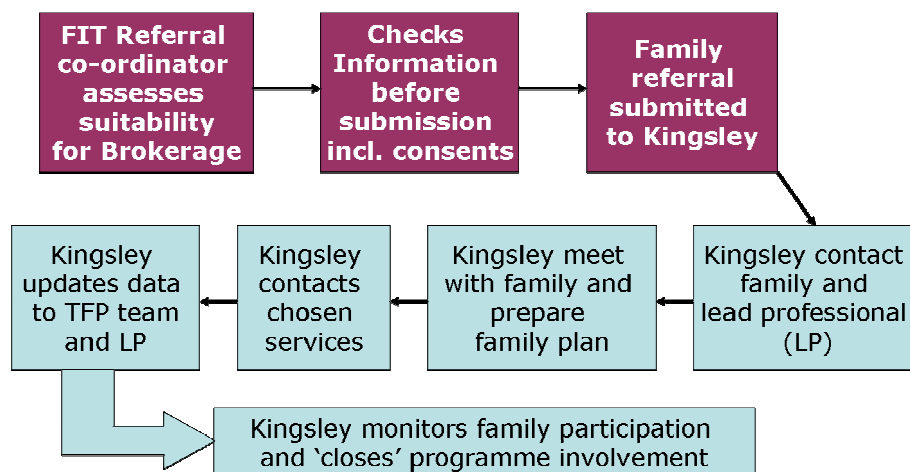 FIT Referral
co-ordinator
assesses
suitability
for Brokerage
Checks
Information
before
submission
incl. consents
Family
referral
submitted
to Kingsley
Kingsley contact
family and
lead professional
(LP)
Kingsley meet
with family and
prepare
family plan
Kingsley
contacts
chosen
services
Kingsley
updates data
to TFP team
and LP
Kingsley monitors family participation
and ‘closes’ programme involvement